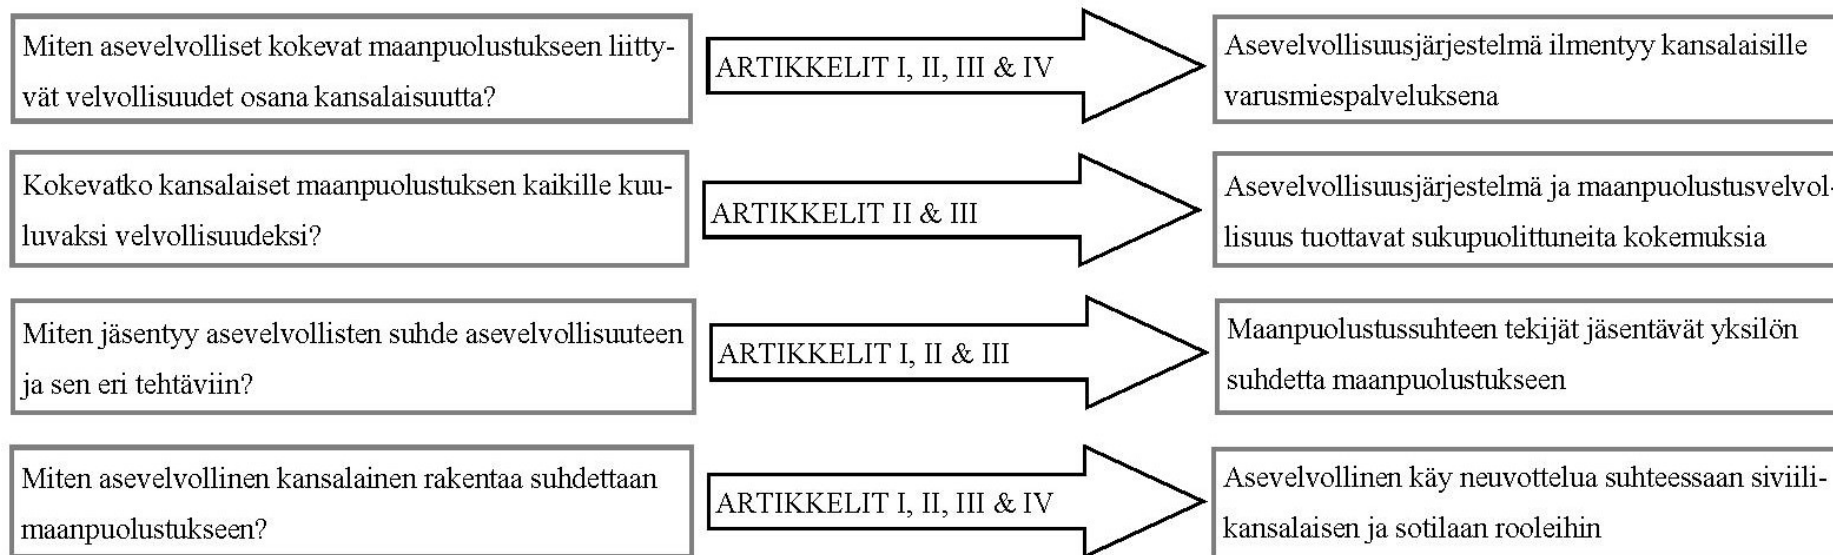 Miten asevelvolliset kokevat maanpuolustukseen liitty-
vät velvollisuudet osana kansalaisuutta?
ARTIKKELIT I, II, III & IV
Asevelvollisuusjärjestelmä ilmentyy kansalaisille
varusmiespalveluksena
Kokevatko kansalaiset maanpuolustuksen kaikille kuu-
luvaksi velvollisuudeksi?
ARTIKKELIT II & III
Asevelvollisuusjärjestelmä ja maanpuolustusvelvol-
lisuus tuottavat sukupuolittuneita kokemuksia
Miten jäsentyy asevelvollisten suhde asevelvollisuuteen
ja sen eri tehtäviin?
ARTIKKELIT I, II & III
Maanpuolustussuhteen tekijät jäsentävät yksilön
suhdetta maanpuolustukseen
Miten asevelvollinen kansalainen rakentaa suhdettaan
maanpuolustukseen?
ARTIKKELIT I, II, III & IV
Asevelvollinen käy neuvottelua suhteessaan siviili-
kansalaisen ja sotilaan rooleihin